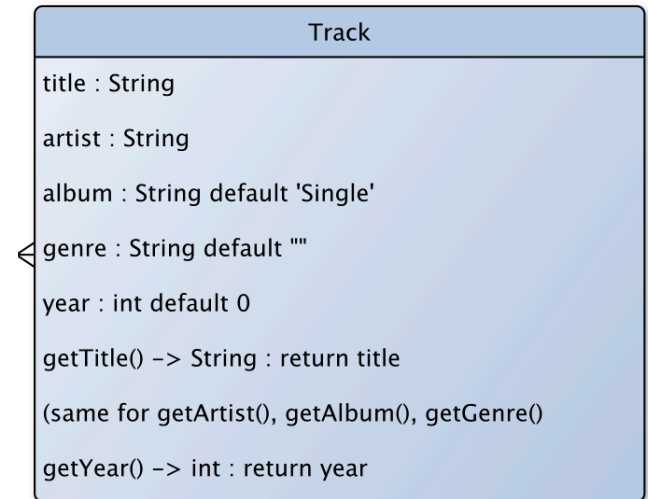 Track
title : String
artist : String
album : String default 'Single'
genre : String default ""
year : int default 0
getTitle() -> String : return title
(same for getArtist(), getAlbum(), getGenre()
getYear() -> int : return year